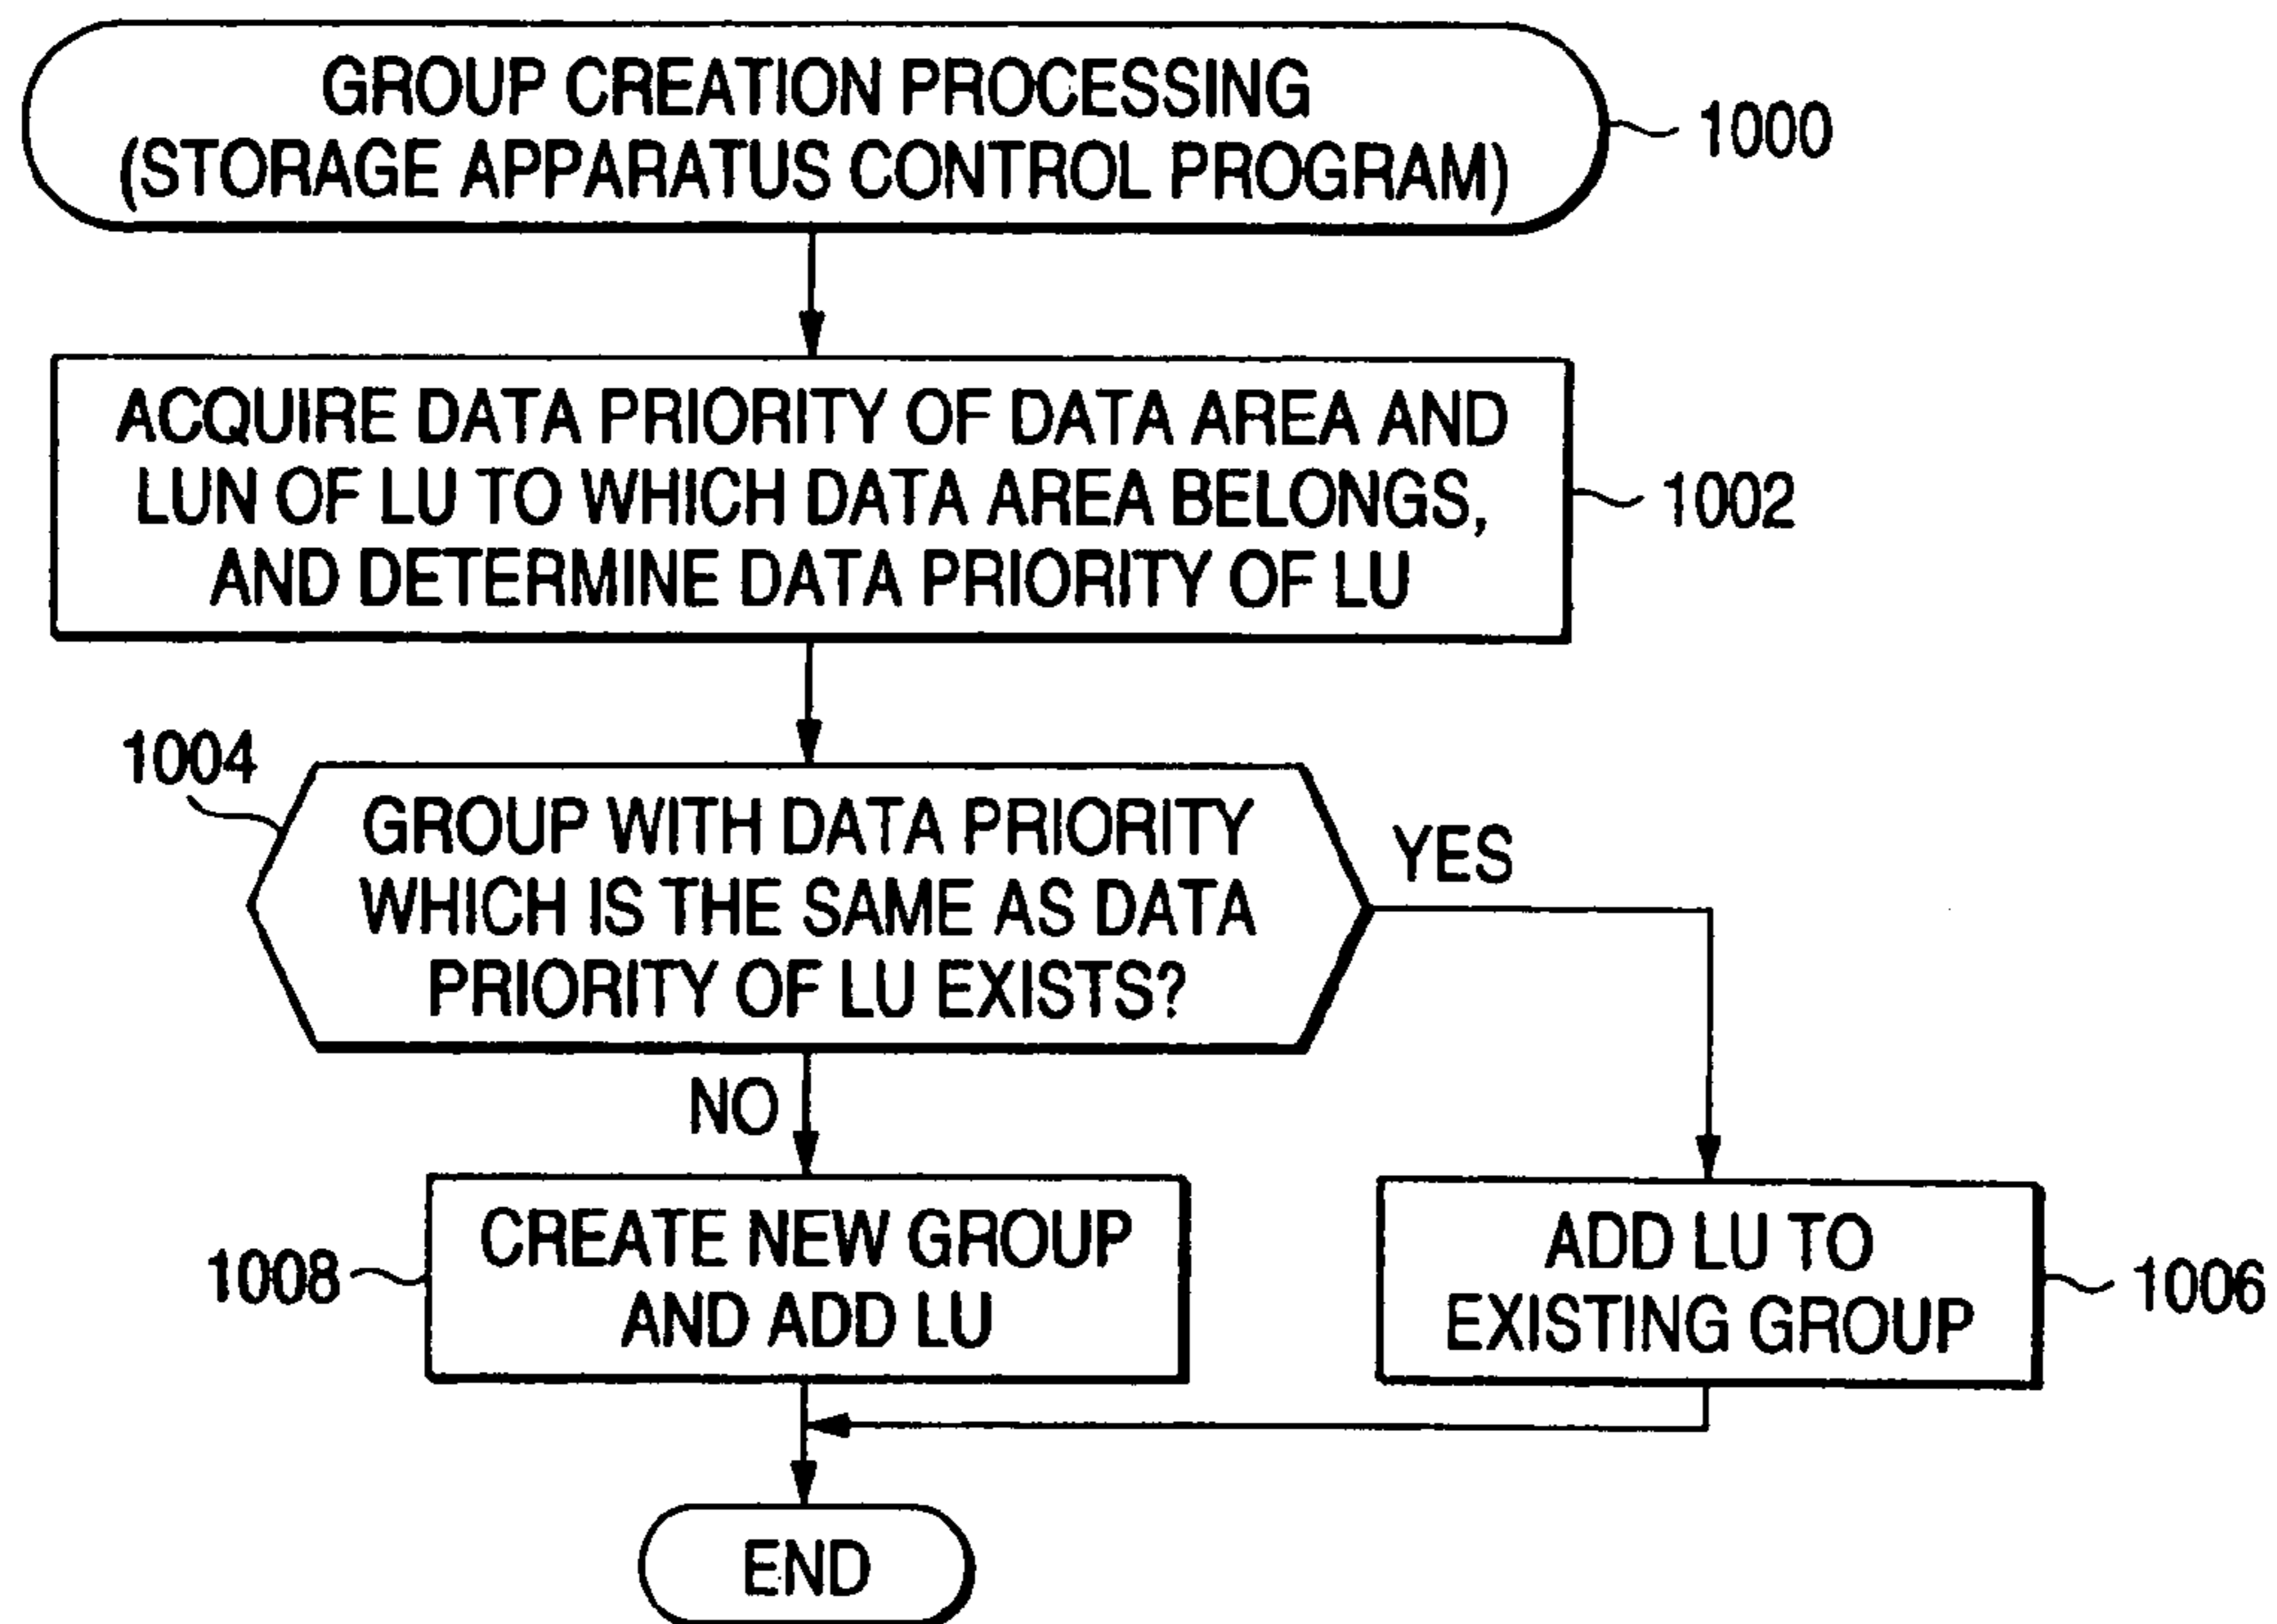 GROUP CREATION PROCESSING
(STORAGE APPARATUS CONTROL PROGRAM)
1000
ACQUIRE DATA PRIORITY OF DATA AREA AND
LUN OF LU TO WHICH DATA AREA BELONGS,
AND DETERMINE DATA PRIORITY OF LU
1002
1004
GROUP WITH DATA PRIORITY
WHICH IS THE SAME AS DATA
PRIORITY OF LU EXISTS?
YES
NO
CREATE NEW GROUP
AND ADD LU
1008
ADD LU TO
EXISTING GROUP
1006
END